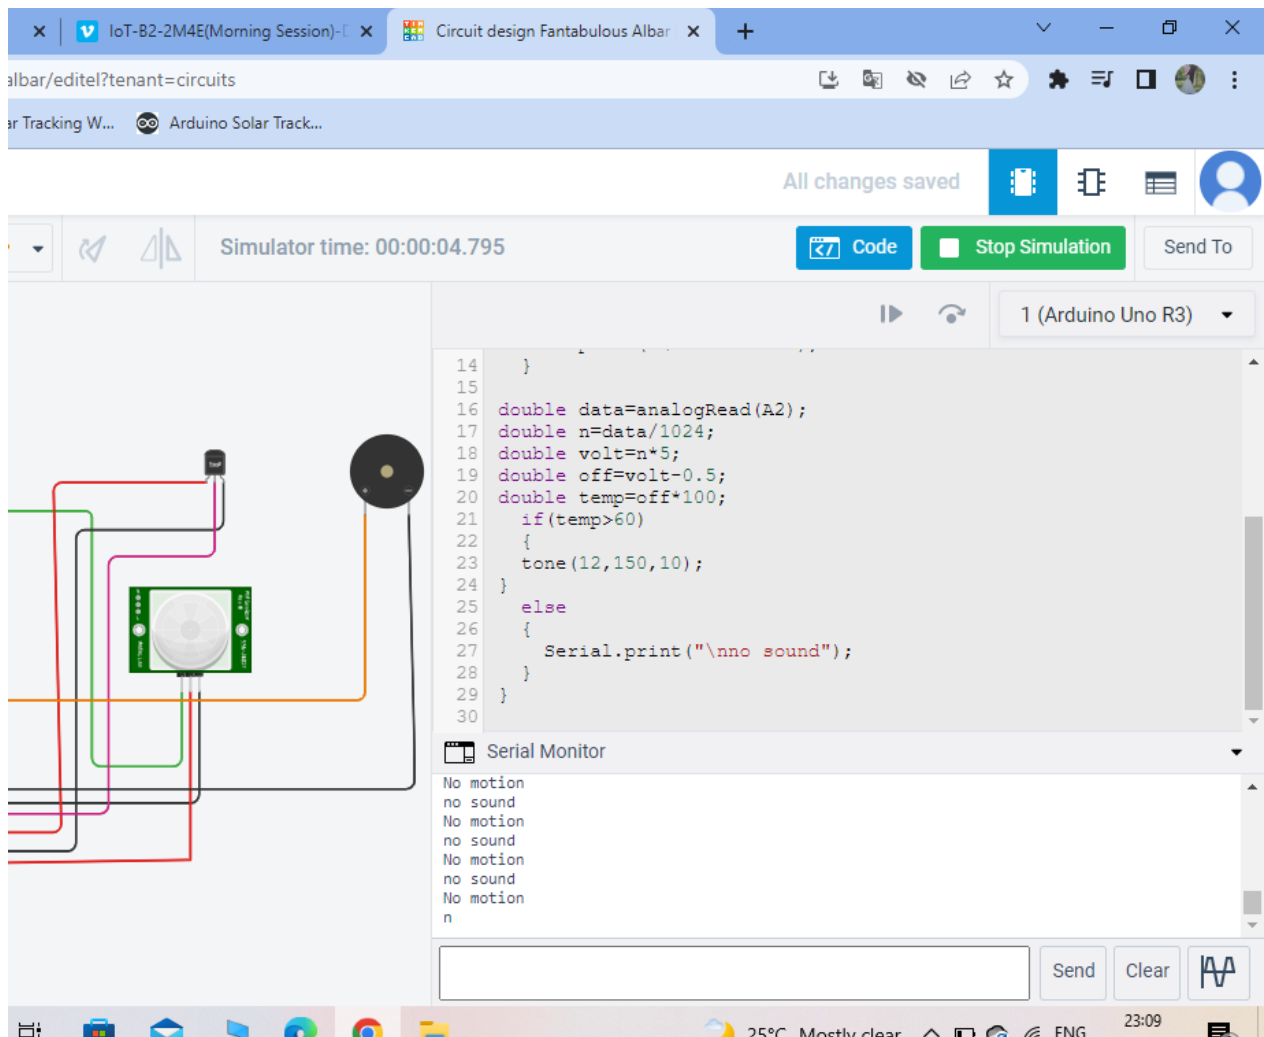 IoT-B2-2M4E(Morning Session)-D
Circuit design Fantabulous Albar
albar/editel?tenant=circuits
ar Tracking W...
Arduino Solar Track...
All changes saved
Simulator time: 00:00:04.795
Code
Stop Simulation
Send To
1 (Arduino Uno R3)
14 }
15
16 double data=analogRead(A2);
17 double n=data/1024;
18 double volt=n*5;
19 double off=volt-0.5;
20 double temp=off*100;
21 if(temp>60)
22 {
23 tone(12,150,10);
24 }
25 else
26 {
27 Serial.print("\nno sound");
28 }
29 }
30
Serial Monitor
No motion
no sound
No motion
no sound
No motion
no sound
No motion
n
Send
Clear
25°C Mostly clear
ENG
23:09